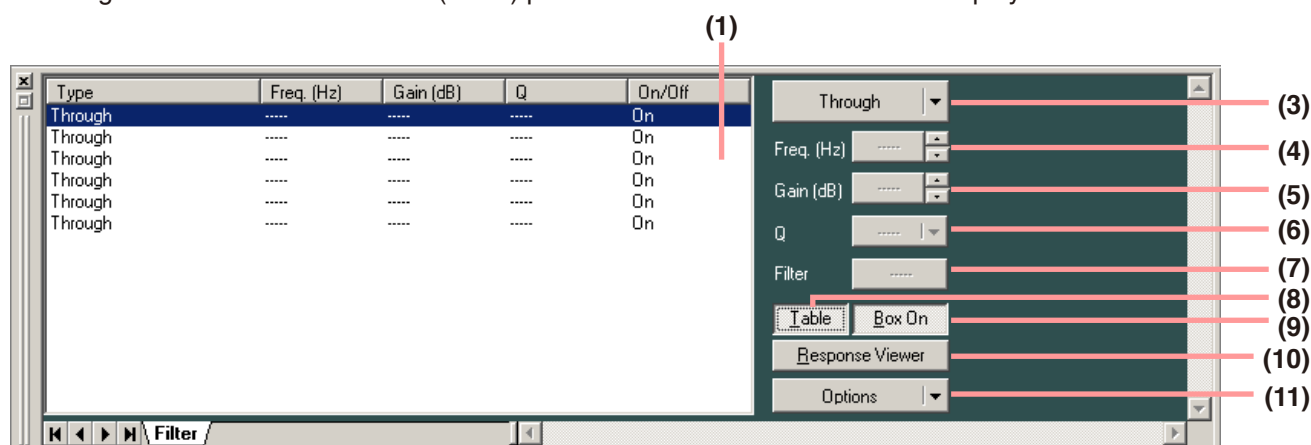 (1)
Type Freq. (Hz) Gain (dB) Q On/Off
Through ----- ----- ----- On
Through ----- ----- ----- On
Through ----- ----- ----- On
Through ----- ----- ----- On
Through ----- ----- ----- On
Through ----- ----- ----- On
Through (3)
Freq. (Hz) ----- (4)
Gain (dB) ----- (5)
Q ----- (6)
Filter ----- (7)
(8)
Table Box On (9)
Response Viewer (10)
Options (11)
Filter